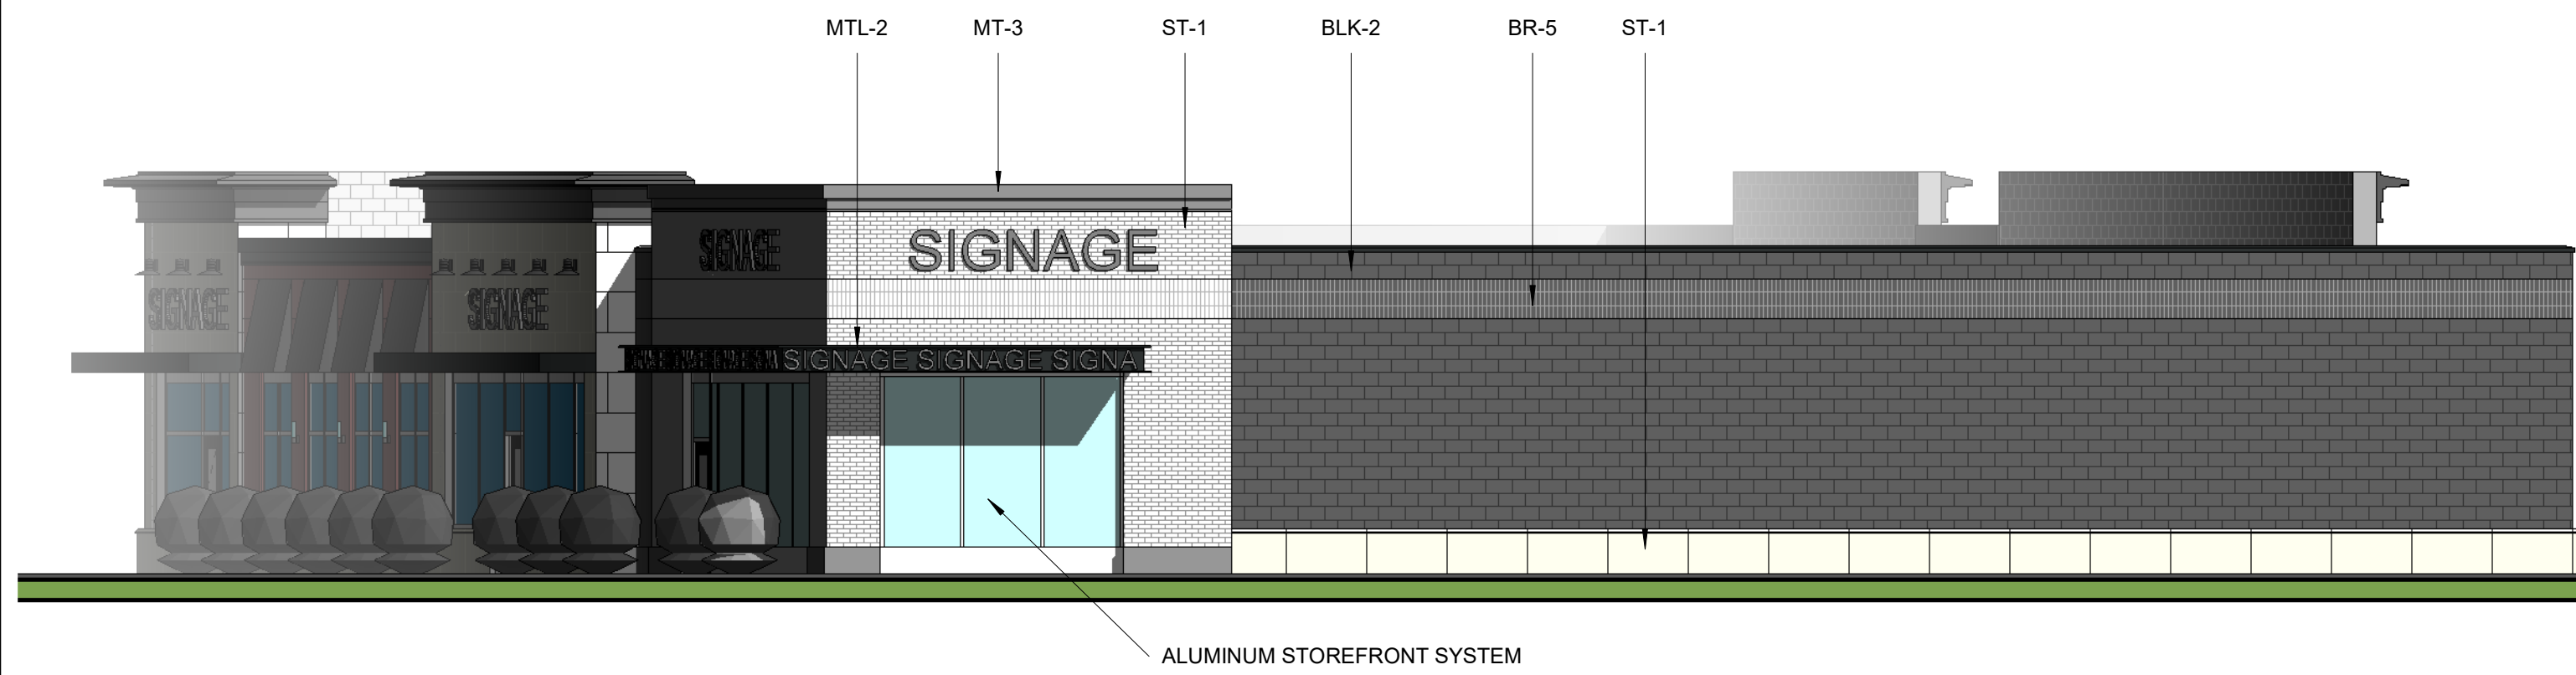 MTL-2 MT-3 ST-1 BLK-2 BR-5 ST-1
SIGNAGE SIGNAGE
SIGNAGE SIGNAGE
SIGNAGE SIGNAGE SIGNA
ALUMINUM STOREFRONT SYSTEM